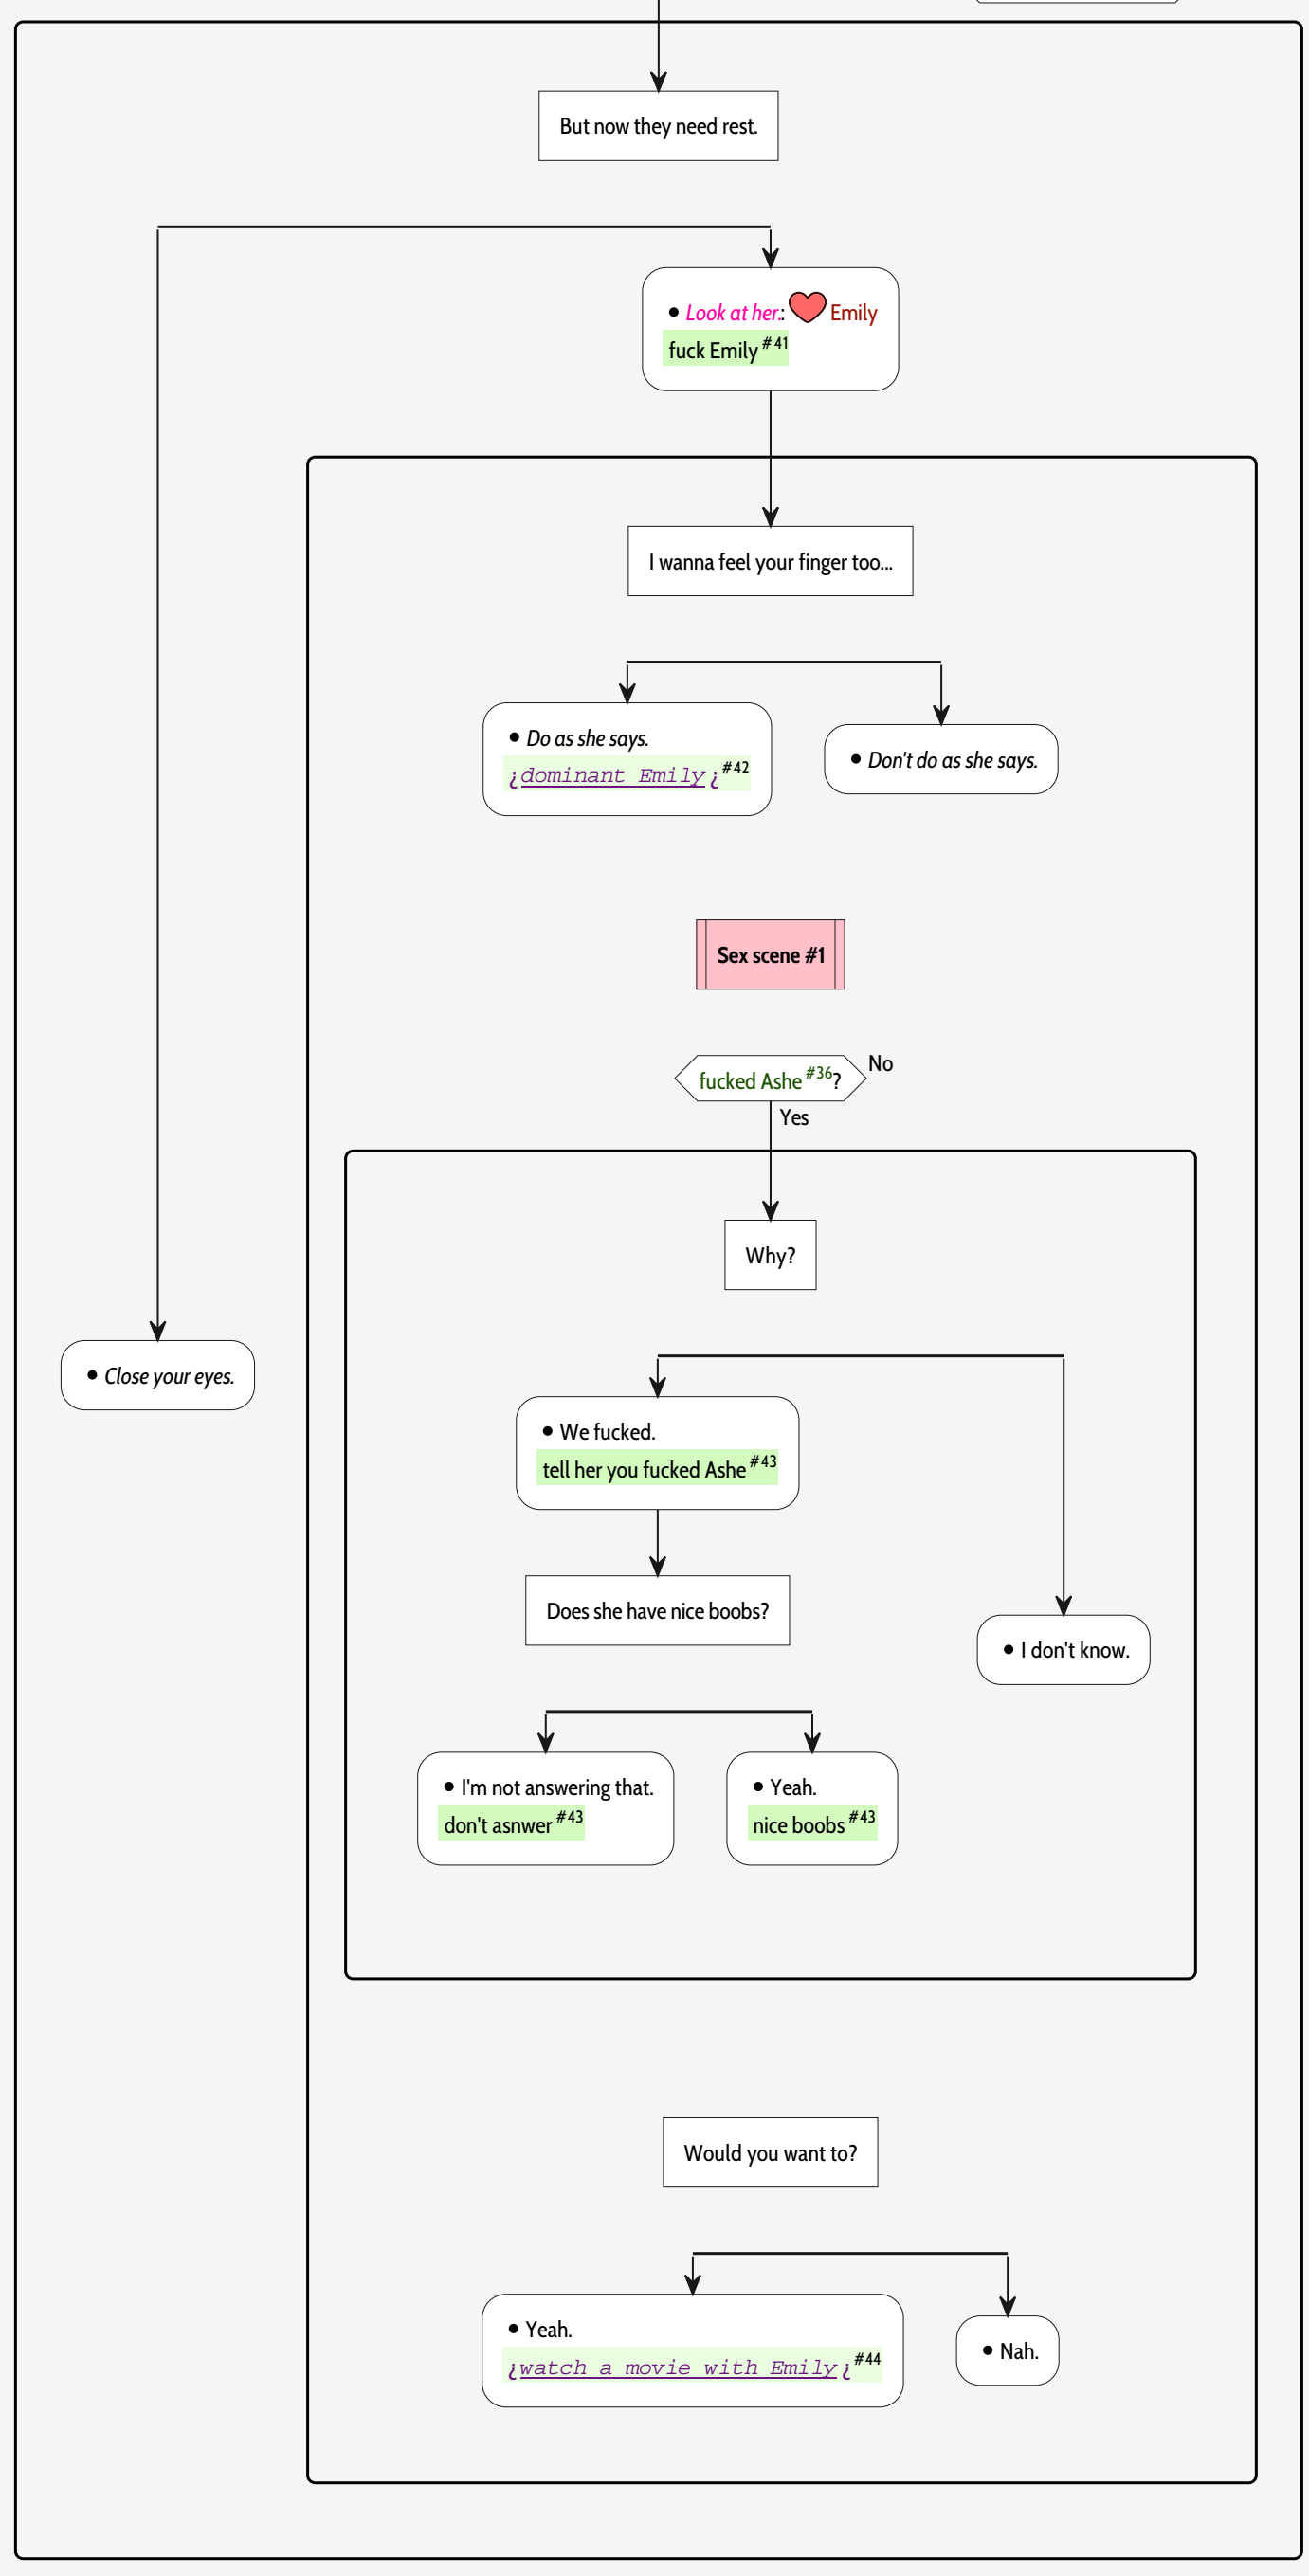 But now they need rest.
• Look at her.: Emily
fuck Emily #41
I wanna feel your finger too...
• Do as she says.
¿dominant Emily¿ #42
• Don't do as she says.
Sex scene #1
fucked Ashe #36?
No
Yes
Why?
• Close your eyes.
• We fucked.
tell her you fucked Ashe #43
Does she have nice boobs?
• I don't know.
• I'm not answering that.
don't asnwer #43
• Yeah.
nice boobs #43
Would you want to?
• Yeah.
¿watch a movie with Emily¿ #44
• Nah.